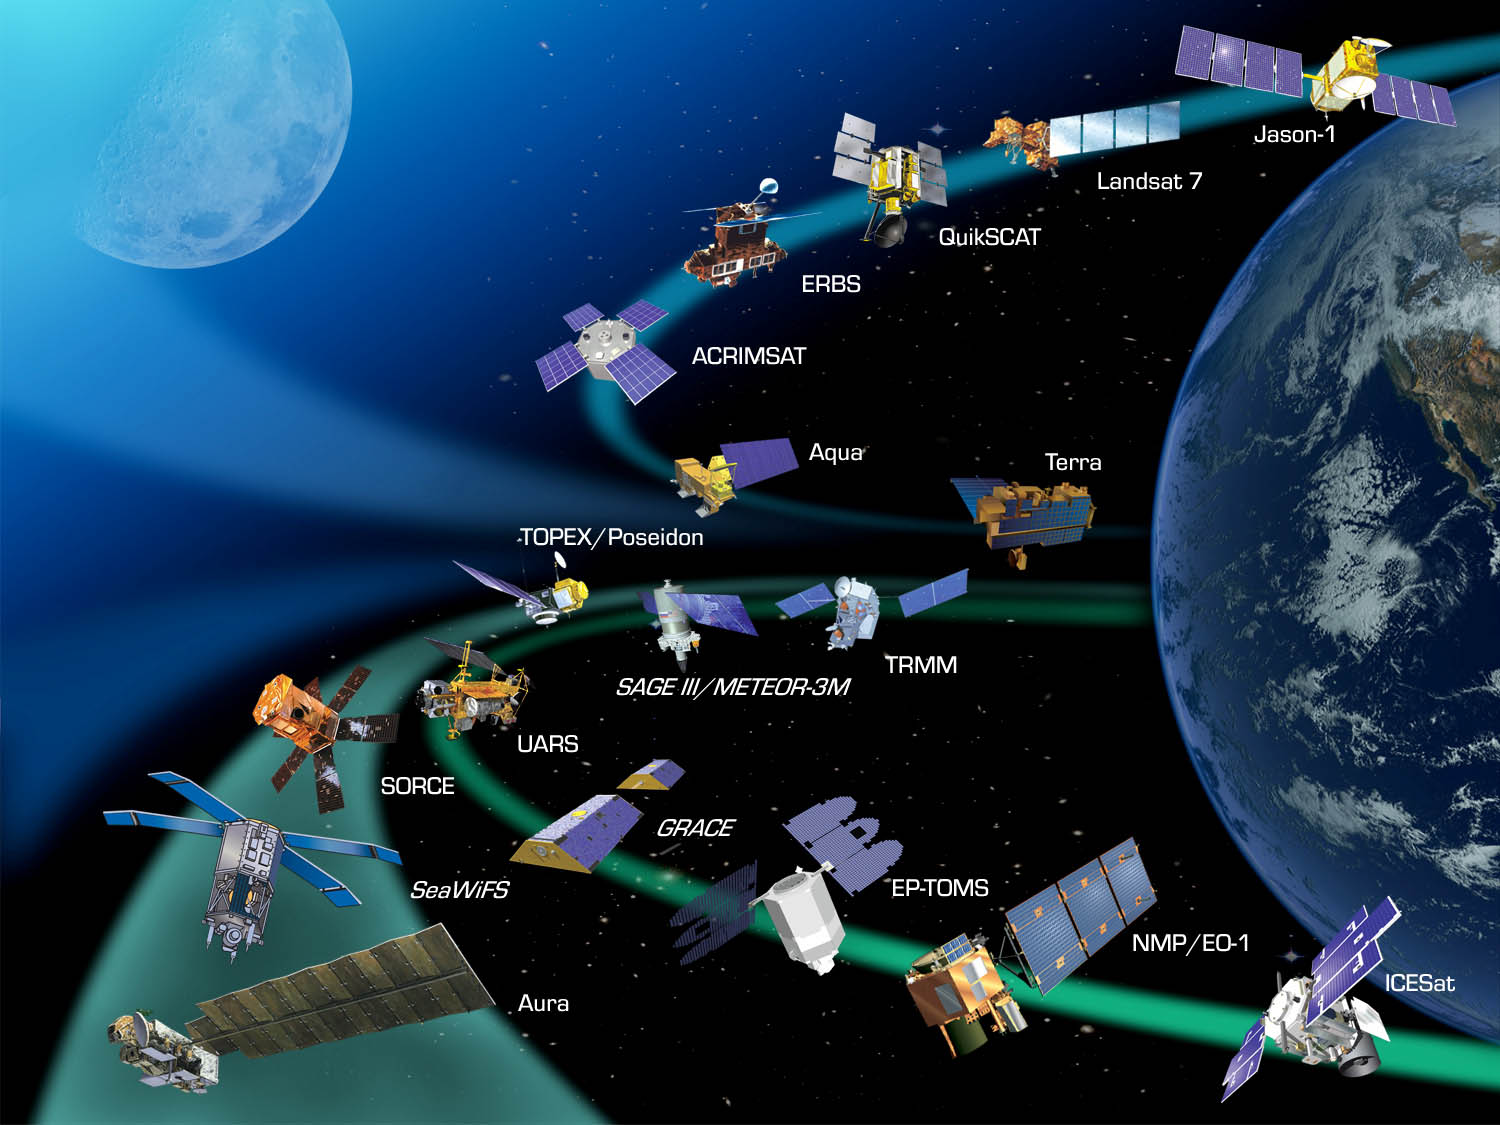 Jason-1
Landsat 7
QuikSCAT
ERBS
ACRIMSAT
Aqua
Terra
TOPEX/Poseidon
TRMM
SAGE III/METEOR-3M
UARS
SORCE
GRACE
SeaWiFS
EP-TOMS
NMP/EO-1
ICESat
Aura